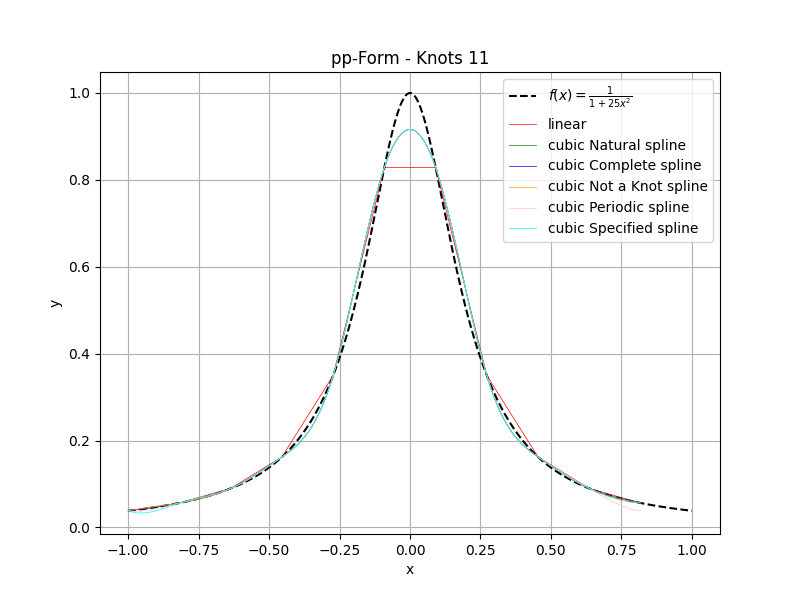 pp-Form - Knots 11
1.0
0.8
0.6
0.4
0.2
0.0
y
−1.00 −0.75 −0.50 −0.25 0.00 0.25 0.50 0.75 1.00
x
f(x) = 1/(1 + 25x²)
linear
cubic Natural spline
cubic Complete spline
cubic Not a Knot spline
cubic Periodic spline
cubic Specified spline